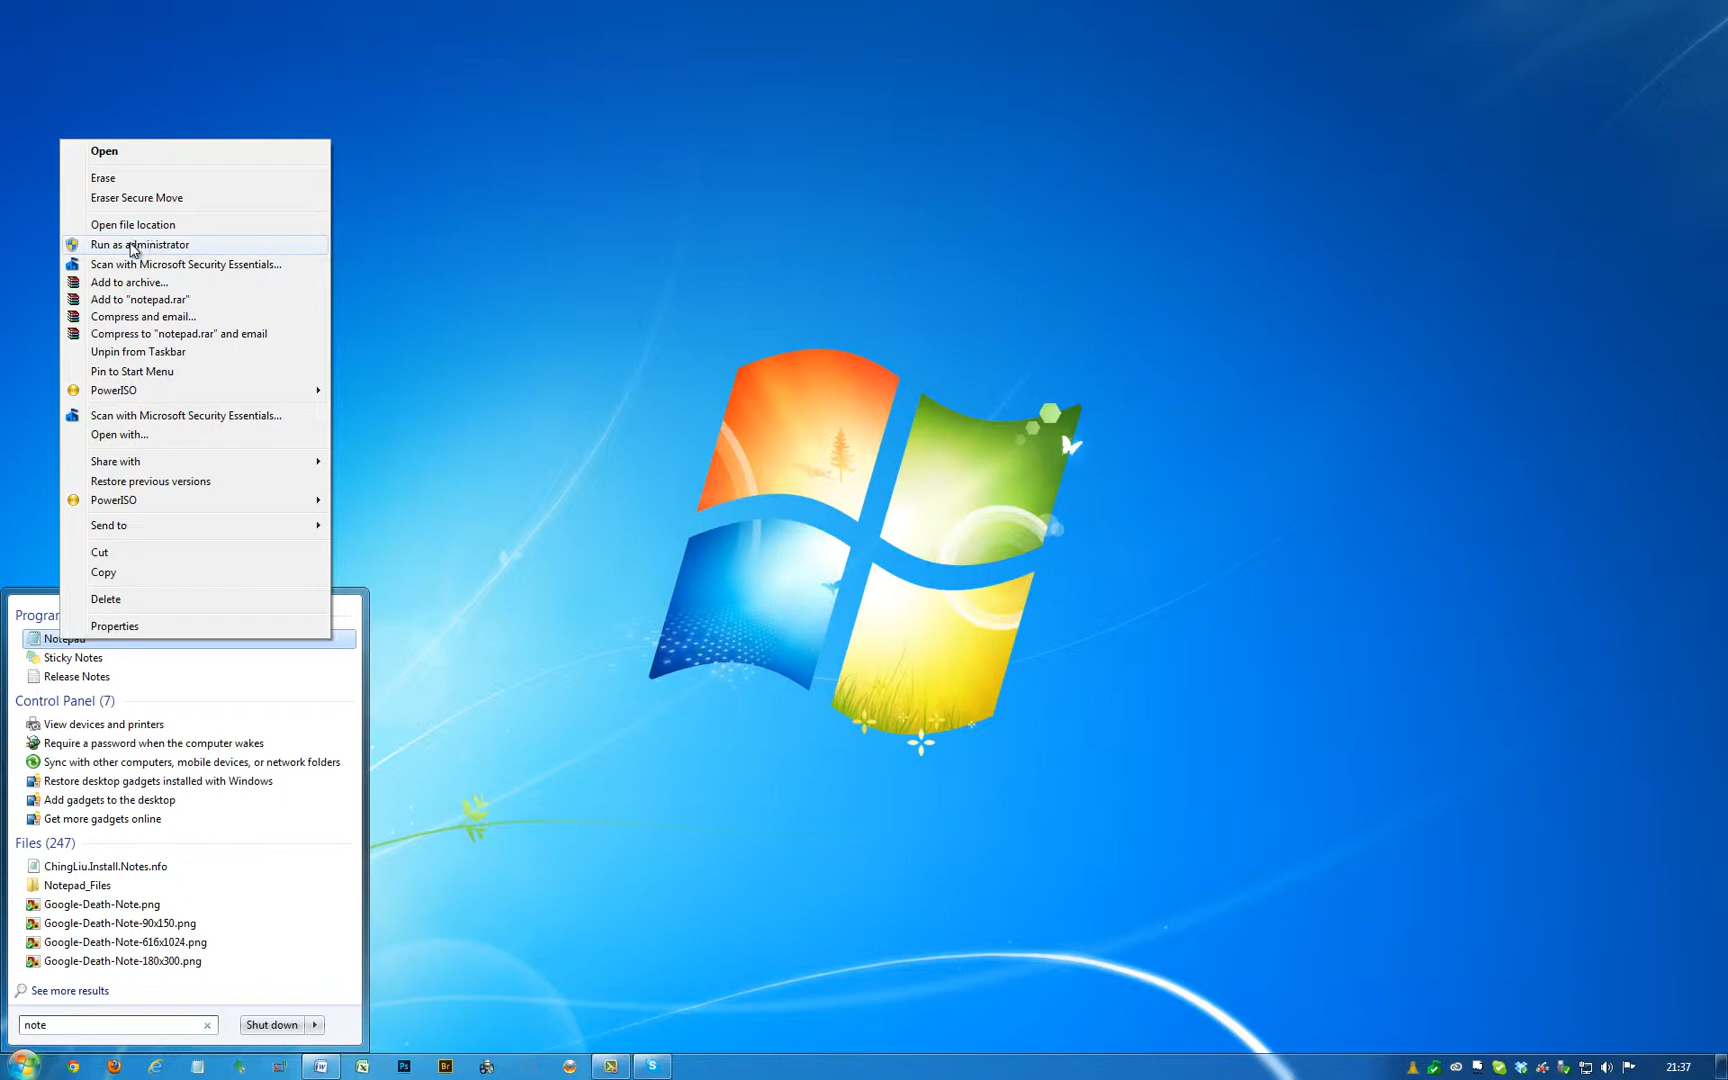 Open
Erase
Eraser Secure Move
Open file location
Run as administrator
Scan with Microsoft Security Essentials...
Add to archive...
Add to "notepad.rar"
Compress and email...
Compress to "notepad.rar" and email
Unpin from Taskbar
Pin to Start Menu
PowerISO
Scan with Microsoft Security Essentials...
Open with...
Share with
Restore previous versions
PowerISO
Send to
Cut
Copy
Delete
Properties
Notepad
Sticky Notes
Release Notes
Control Panel (7)
View devices and printers
Require a password when the computer wakes
Sync with other computers, mobile devices, or network folders
Restore desktop gadgets installed with Windows
Add gadgets to the desktop
Get more gadgets online
Files (247)
ChingLiu.Install.Notes.nfo
Notepad_Files
Google-Death-Note.png
Google-Death-Note-90x150.png
Google-Death-Note-616x1024.png
Google-Death-Note-180x300.png
See more results
note
Shut down
Ps Br
21:37